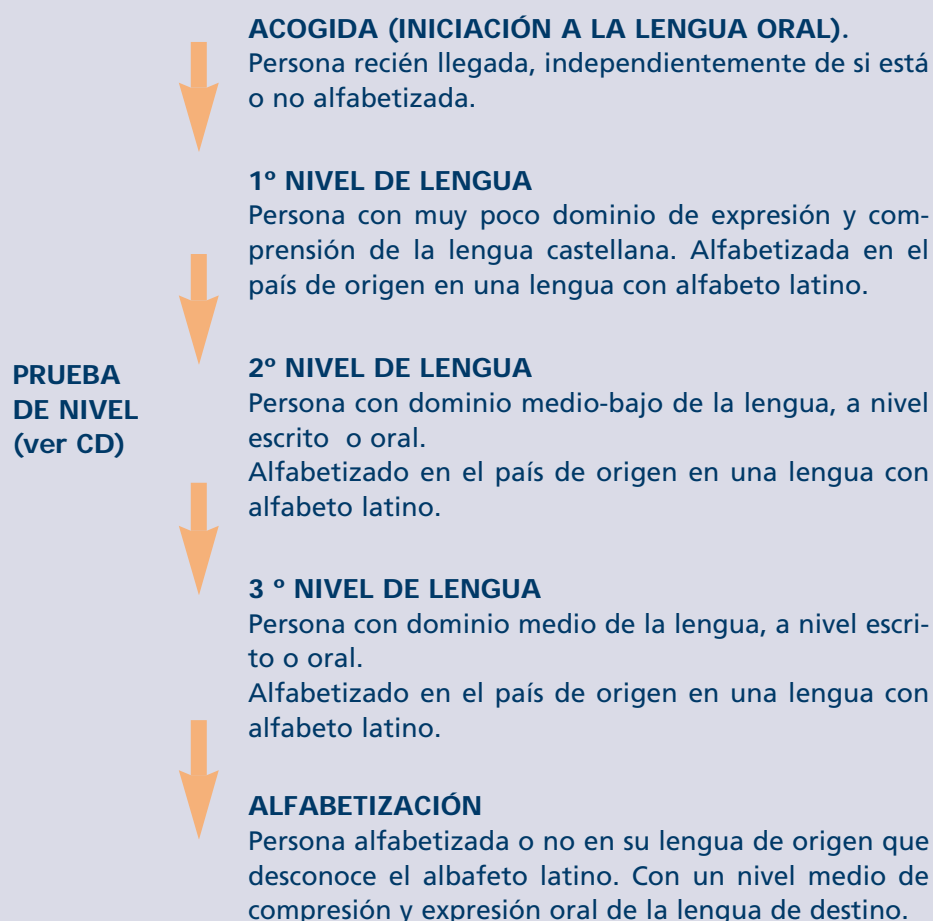 ACOGIDA (INICIACIÓN A LA LENGUA ORAL).
Persona recién llegada, independientemente de si está
o no alfabetizada.
1º NIVEL DE LENGUA
Persona con muy poco dominio de expresión y com-
prensión de la lengua castellana. Alfabetizada en el
país de origen en una lengua con alfabeto latino.
PRUEBA
DE NIVEL
(ver CD)
2º NIVEL DE LENGUA
Persona con dominio medio-bajo de la lengua, a nivel
escrito o oral.
Alfabetizado en el país de origen en una lengua con
alfabeto latino.
3 º NIVEL DE LENGUA
Persona con dominio medio de la lengua, a nivel escri-
to o oral.
Alfabetizado en el país de origen en una lengua con
alfabeto latino.
ALFABETIZACIÓN
Persona alfabetizada o no en su lengua de origen que
desconoce el albafeto latino. Con un nivel medio de
compresión y expresión oral de la lengua de destino.